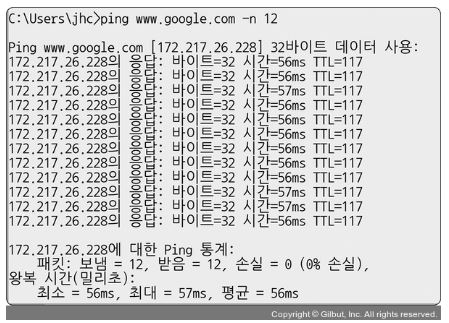 C:\Users\jhc>ping www.google.com -n 12
Ping www.google.com [172.217.26.228] 32바이트 데이터 사용:
172.217.26.228의 응답: 바이트=32 시간=56ms TTL=117
172.217.26.228의 응답: 바이트=32 시간=56ms TTL=117
172.217.26.228의 응답: 바이트=32 시간=57ms TTL=117
172.217.26.228의 응답: 바이트=32 시간=56ms TTL=117
172.217.26.228의 응답: 바이트=32 시간=56ms TTL=117
172.217.26.228의 응답: 바이트=32 시간=56ms TTL=117
172.217.26.228의 응답: 바이트=32 시간=56ms TTL=117
172.217.26.228의 응답: 바이트=32 시간=56ms TTL=117
172.217.26.228의 응답: 바이트=32 시간=56ms TTL=117
172.217.26.228의 응답: 바이트=32 시간=57ms TTL=117
172.217.26.228의 응답: 바이트=32 시간=57ms TTL=117
172.217.26.228의 응답: 바이트=32 시간=56ms TTL=117
172.217.26.228에 대한 Ping 통계:
패킷: 보냄 = 12, 받음 = 12, 손실 = 0 (0% 손실),
왕복 시간(밀리초):
최소 = 56ms, 최대 = 57ms, 평균 = 56ms
Copyright © Gilbut, Inc. All rights reserved.